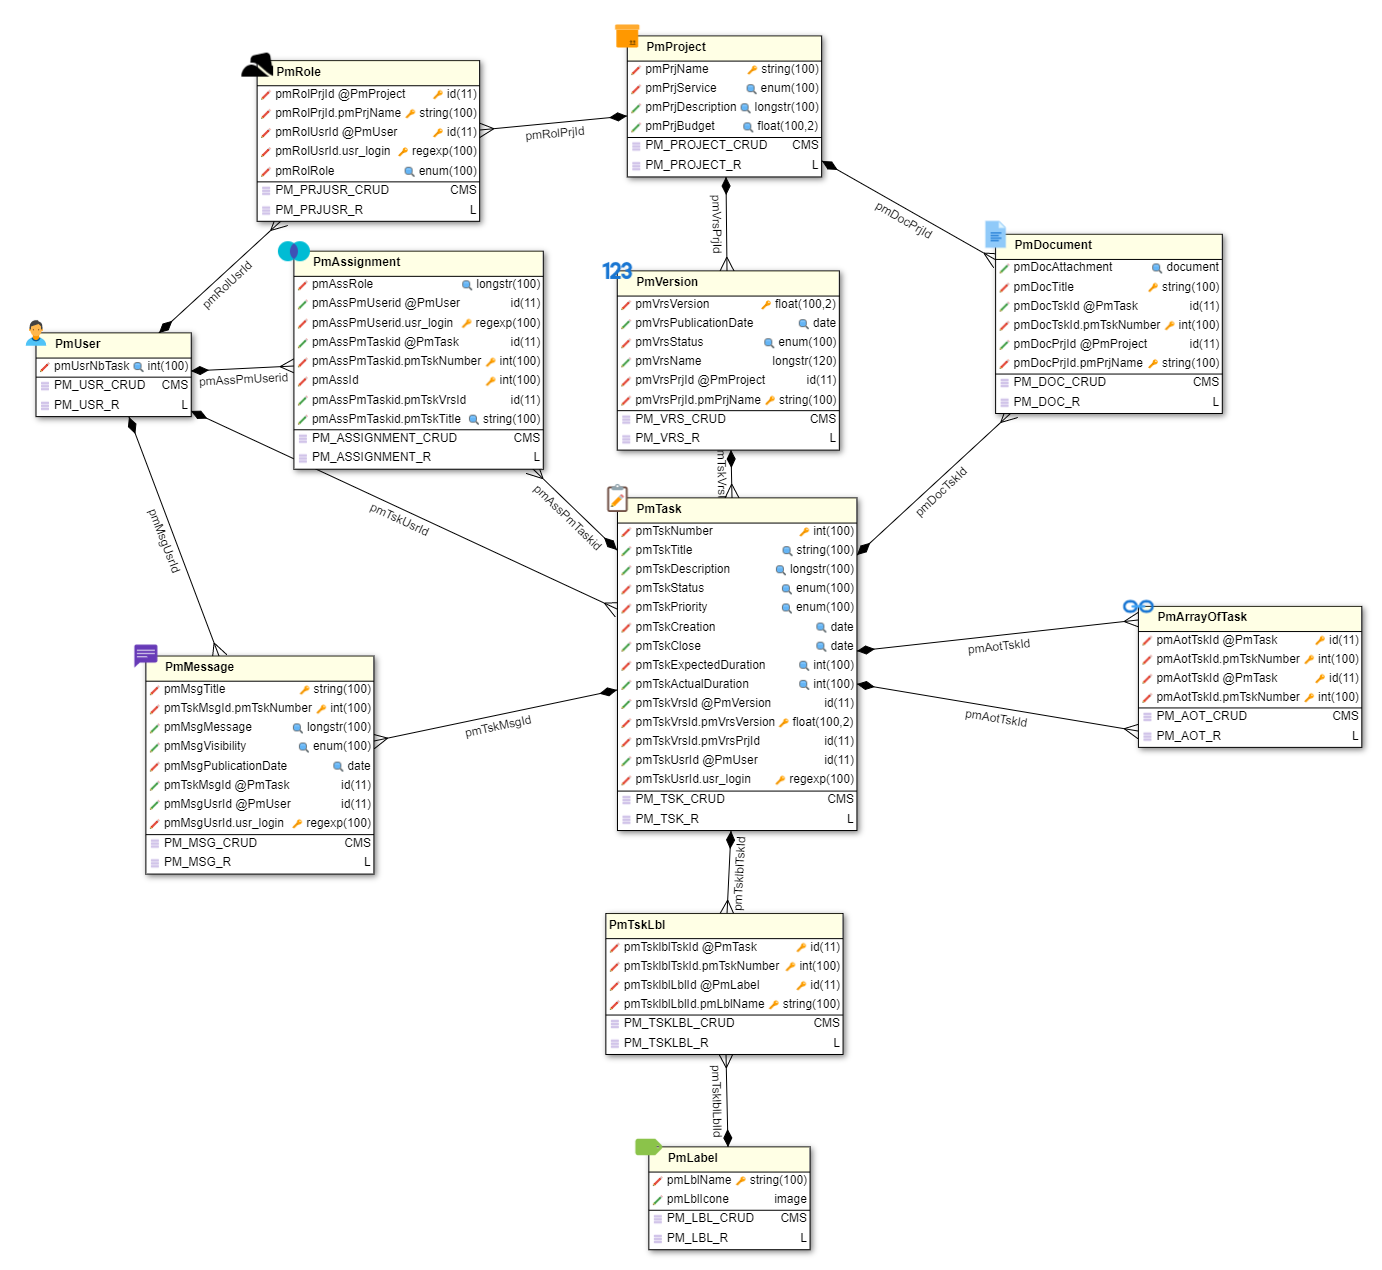 PmProject
pmPrjName string(100)
pmPrjService enum(100)
pmPrjDescription longstr(100)
pmPrjBudget float(100,2)
PM_PROJECT_CRUD CMS
PM_PROJECT_R L
PmRole
pmRolPrjId @PmProject id(11)
pmRolPrjId.pmPrjName string(100)
pmRolUsrId @PmUser id(11)
pmRolUsrId.usr_login regexp(100)
pmRolRole enum(100)
PM_PRJUSR_CRUD CMS
PM_PRJUSR_R L
pmRolPrjId
pmVrsPrjId
pmDocPrjId
pmRolUsrId
PmAssignment
pmAssRole longstr(100)
pmAssPmUserid @PmUser id(11)
pmAssPmUserid.usr_login regexp(100)
pmAssPmTaskid @PmTask id(11)
pmAssPmTaskid.pmTskNumber int(100)
pmAssId int(100)
pmAssPmTaskid.pmTskVrsId id(11)
pmAssPmTaskid.pmTskTitle string(100)
PM_ASSIGNMENT_CRUD CMS
PM_ASSIGNMENT_R L
123
PmVersion
pmVrsVersion float(100,2)
pmVrsPublicationDate date
pmVrsStatus enum(100)
pmVrsName longstr(120)
pmVrsPrjId @PmProject id(11)
pmVrsPrjId.pmPrjName string(100)
PM_VRS_CRUD CMS
PM_VRS_R L
PmDocument
pmDocAttachment document
pmDocTitle string(100)
pmDocTskId @PmTask id(11)
pmDocTskId.pmTskNumber int(100)
pmDocPrjId @PmProject id(11)
pmDocPrjId.pmPrjName string(100)
PM_DOC_CRUD CMS
PM_DOC_R L
PmUser
pmUsrNbTask int(100)
PM_USR_CRUD CMS
PM_USR_R L
pmAssPmUserid
pmTskUsrId
pmAssPmTaskid
pmMsgUsrId
pmDocTskId
PmTask
pmTskNumber int(100)
pmTskTitle string(100)
pmTskDescription longstr(100)
pmTskStatus enum(100)
pmTskPriority enum(100)
pmTskCreation date
pmTskClose date
pmTskExpectedDuration int(100)
pmTskActualDuration int(100)
pmTskVrsId @PmVersion id(11)
pmTskVrsId.pmVrsVersion float(100,2)
pmTskVrsId.pmVrsPrjId id(11)
pmTskUsrId @PmUser id(11)
pmTskUsrId.usr_login regexp(100)
PM_TSK_CRUD CMS
PM_TSK_R L
PmArrayOfTask
pmAotTskId @PmTask id(11)
pmAotTskId.pmTskNumber int(100)
pmAotTskId @PmTask id(11)
pmAotTskId.pmTskNumber int(100)
PM_AOT_CRUD CMS
PM_AOT_R L
pmAotTskId
pmAotTskId
PmMessage
pmMsgTitle string(100)
pmTskMsgId.pmTskNumber int(100)
pmMsgMessage longstr(100)
pmMsgVisibility enum(100)
pmMsgPublicationDate date
pmTskMsgId @PmTask id(11)
pmMsgUsrId @PmUser id(11)
pmMsgUsrId.usr_login regexp(100)
PM_MSG_CRUD CMS
PM_MSG_R L
pmTskMsgId
pmTsklblTskId
PmTskLbl
pmTsklblTskId @PmTask id(11)
pmTsklblTskId.pmTskNumber int(100)
pmTsklblLblId @PmLabel id(11)
pmTsklblLblId.pmLblName string(100)
PM_TSKLBL_CRUD CMS
PM_TSKLBL_R L
pmTsklblLblId
PmLabel
pmLblName string(100)
pmLblIcone image
PM_LBL_CRUD CMS
PM_LBL_R L